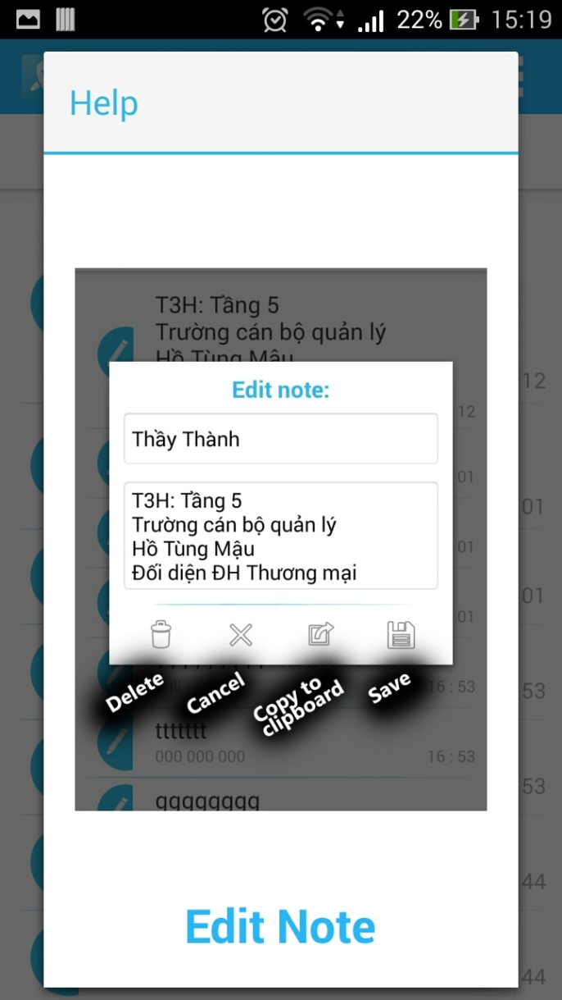 22% 15:19
Help
T3H: Tầng 5
Trường cán bộ quản lý
Hồ Tùng Mậu
12
12
Edit note:
Thầy Thành
01
T3H: Tầng 5
01
Trường cán bộ quản lý
Hồ Tùng Mậu
01
Đối diện ĐH Thương mại
01
01
Delete
Cancel
Copy to
clipboard
Save
16 : 53
53
ttttttt
000 000 000
16 : 53
gggggggg
53
44
Edit Note
44